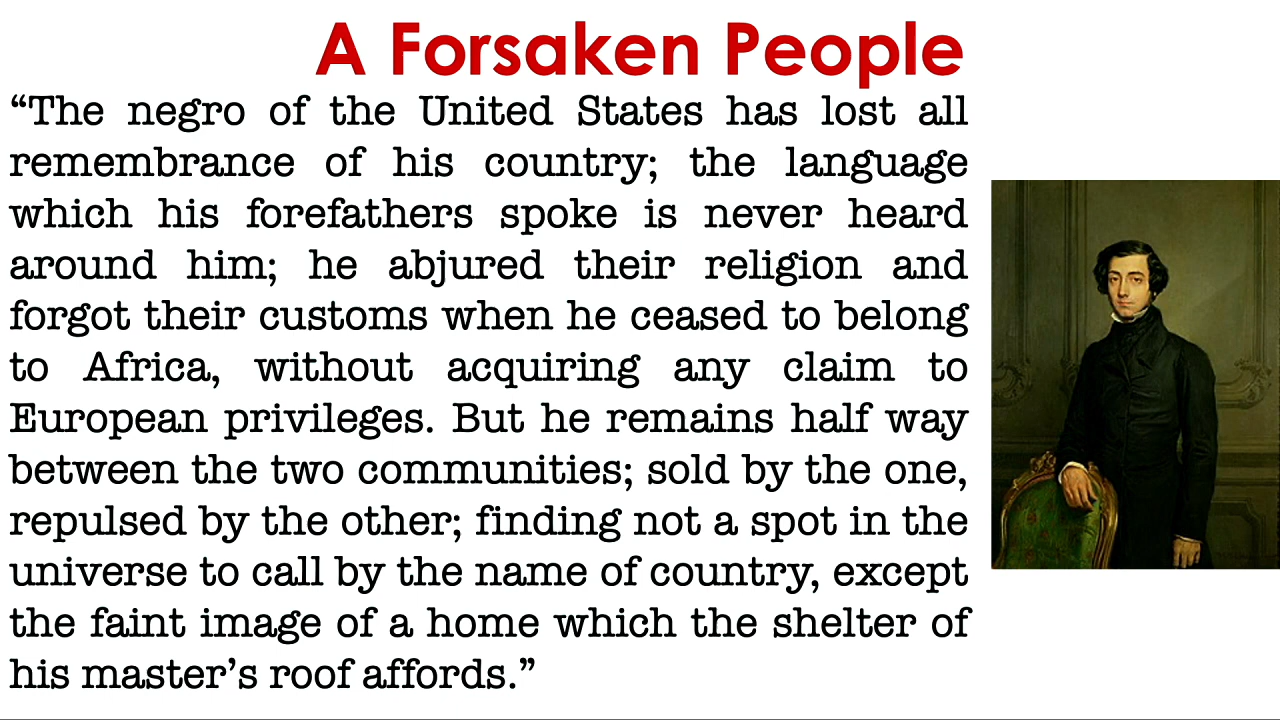 A Forsaken People
“The negro of the United States has lost all
remembrance of his country; the language
which his forefathers spoke is never heard
around him; he abjured their religion and
forgot their customs when he ceased to belong
to Africa, without acquiring any claim to
European privileges. But he remains half way
between the two communities; sold by the one,
repulsed by the other; finding not a spot in the
universe to call by the name of country, except
the faint image of a home which the shelter of
his master’s roof affords.”